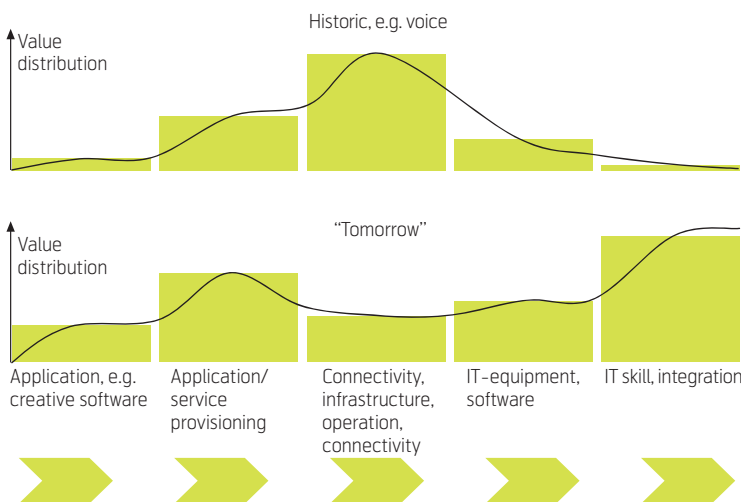 Historic, e.g. voice
Value
distribution
“Tomorrow”
Value
distribution
Application, e.g.
creative software
Application/
service
provisioning
Connectivity,
infrastructure,
operation,
connectivity
IT-equipment,
software
IT skill, integration